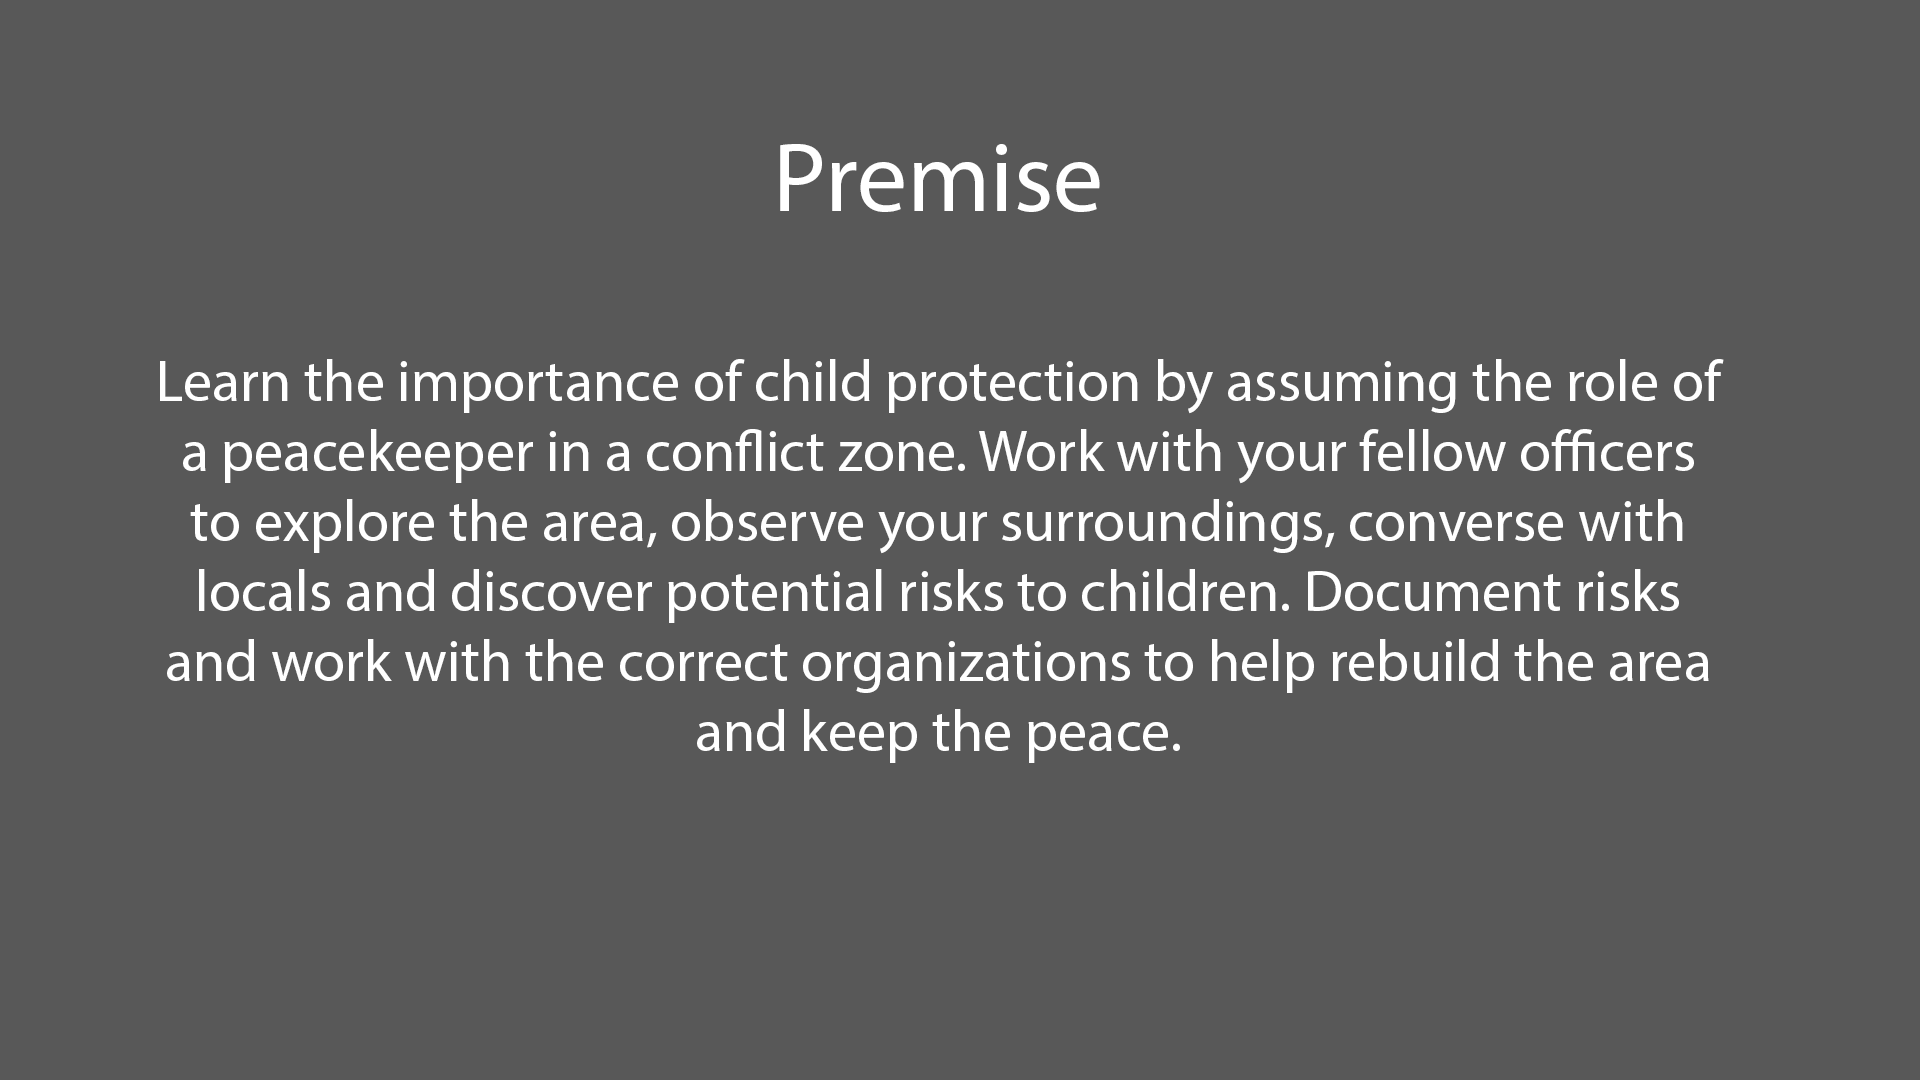 Premise
Learn the importance of child protection by assuming the role of
a peacekeeper in a conflict zone. Work with your fellow officers
to explore the area, observe your surroundings, converse with
locals and discover potential risks to children. Document risks
and work with the correct organizations to help rebuild the area
and keep the peace.